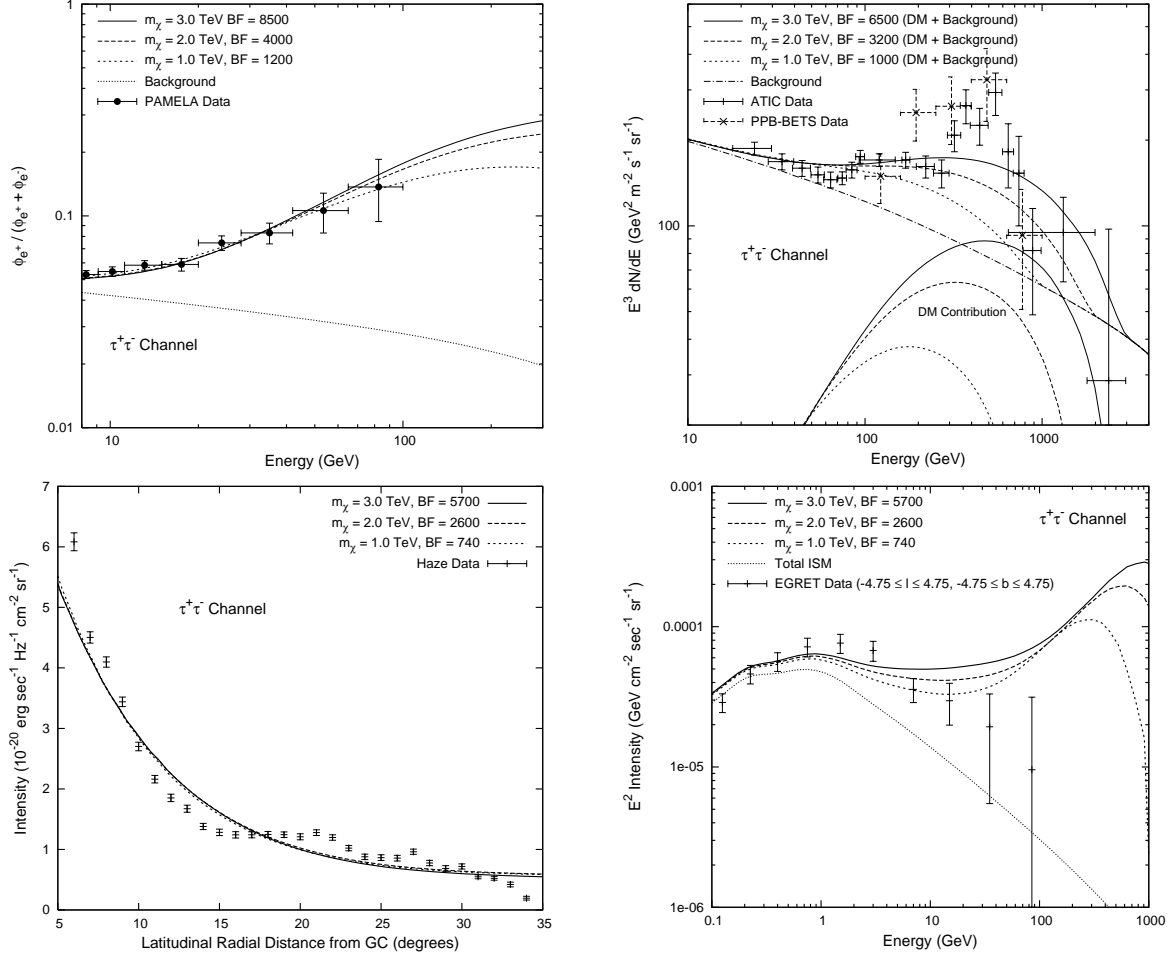 m_χ = 3.0 TeV, BF = 8500
m_χ = 2.0 TeV, BF = 4000
m_χ = 1.0 TeV, BF = 1200
Background
PAMELA Data
τ⁺τ⁻ Channel
ϕ_e⁺ / (ϕ_e⁺ + ϕ_e⁻)
1
0.1
0.01
10
100
Energy (GeV)
m_χ = 3.0 TeV BF = 6500 (DM + Background)
m_χ = 2.0 TeV, BF = 3200 (DM + Background)
m_χ = 1.0 TeV, BF = 1000 (DM + Background)
Background
ATIC Data
PPB-BETS Data
τ⁺τ⁻ Channel
DM Contribution
E³ dN/dE (GeV² m⁻² s⁻¹ sr⁻¹)
100
10
100
1000
Energy (GeV)
m_χ = 3.0 TeV, BF = 5700
m_χ = 2.0 TeV, BF = 2600
m_χ = 1.0 TeV, BF = 740
Haze Data
τ⁺τ⁻ Channel
Intensity (10⁻²⁰ erg sec⁻¹ Hz⁻¹ cm⁻² sr⁻¹)
7
6
5
4
3
2
1
0
5
10
15
20
25
30
35
Latitudinal Radial Distance from GC (degrees)
m_χ = 3.0 TeV, BF = 5700
m_χ = 2.0 TeV, BF = 2600
m_χ = 1.0 TeV, BF = 740
Total ISM
EGRET Data (-4.75 ≤ l ≤ 4.75, -4.75 ≤ b ≤ 4.75)
τ⁺τ⁻ Channel
E² Intensity (GeV cm⁻² sec⁻¹ sr⁻¹)
0.001
0.0001
1e-05
1e-06
0.1
1
10
100
1000
Energy (GeV)